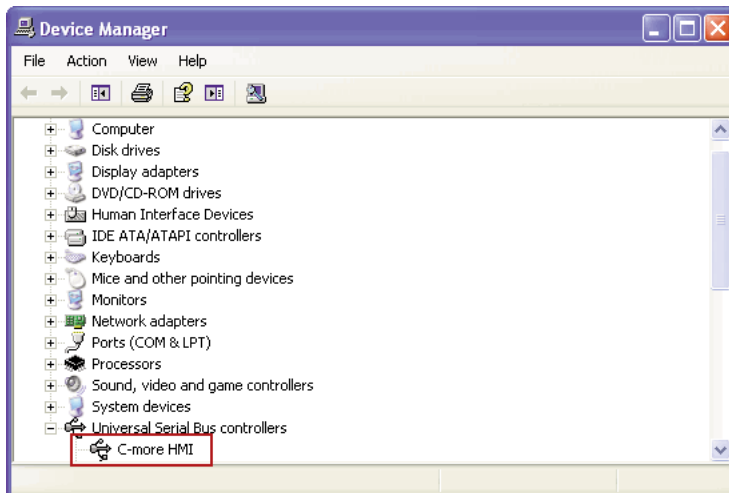 Device Manager
File Action View Help
Computer
Disk drives
Display adapters
DVD/CD-ROM drives
Human Interface Devices
IDE ATA/ATAPI controllers
Keyboards
Mice and other pointing devices
Monitors
Network adapters
Ports (COM & LPT)
Processors
Sound, video and game controllers
System devices
Universal Serial Bus controllers
C-more HMI